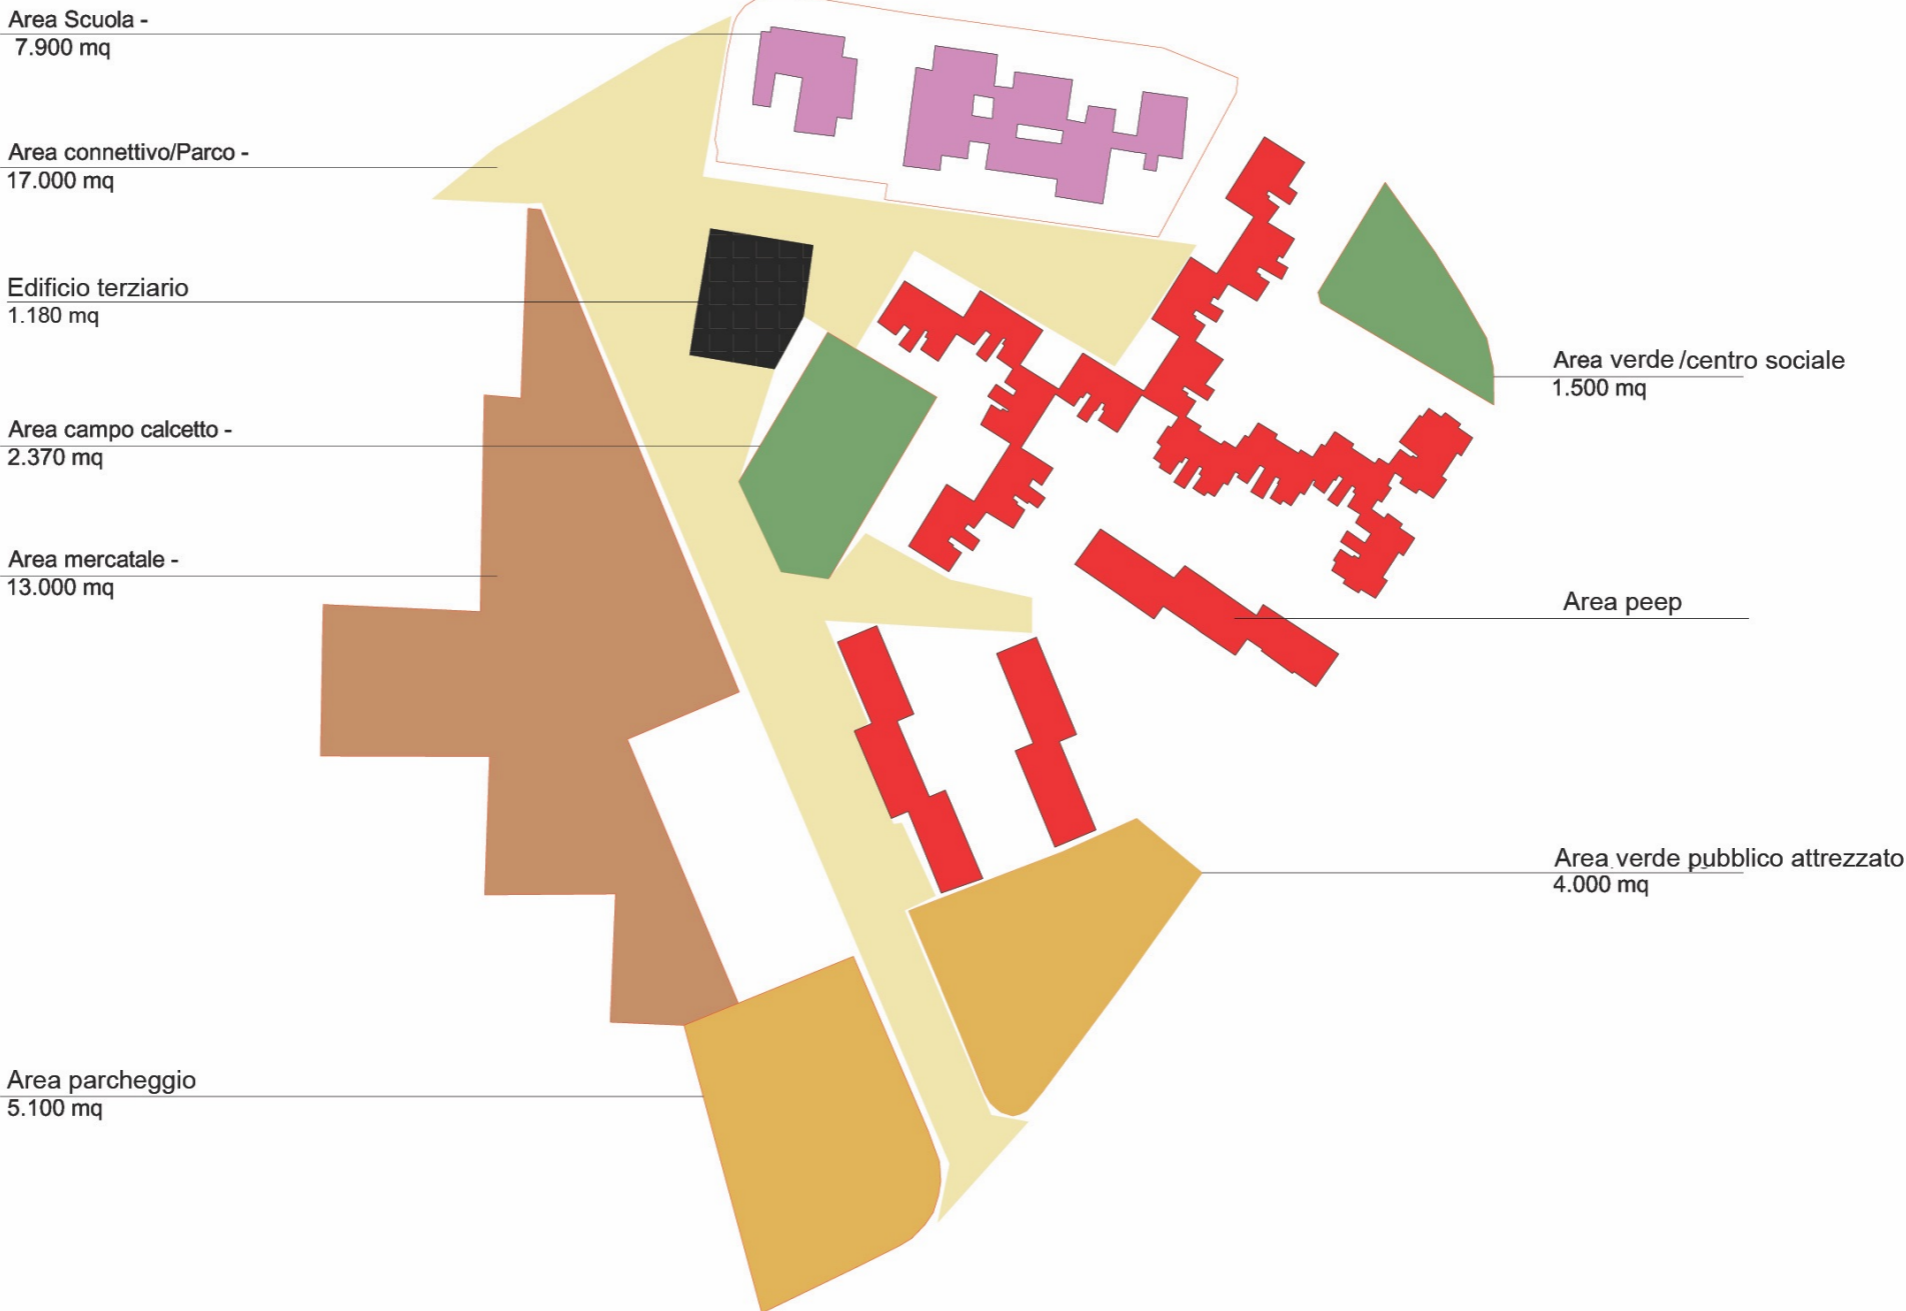 Area Scuola -
7.900 mq
Area connettivo/Parco -
17.000 mq
Edificio terziario
1.180 mq
Area campo calcetto -
2.370 mq
Area mercatale -
13.000 mq
Area parcheggio
5.100 mq
Area verde/centro sociale
1.500 mq
Area peep
Area verde pubblico attrezzato
4.000 mq